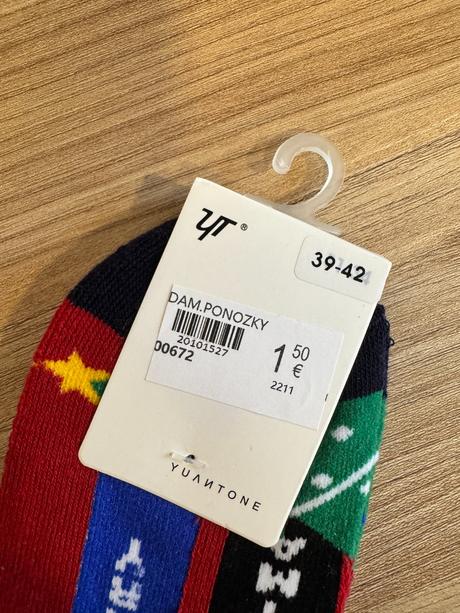 YT®
39-42
DAM.PONOZKY
20101527
00672
1 50 €
2211
YUANTONE